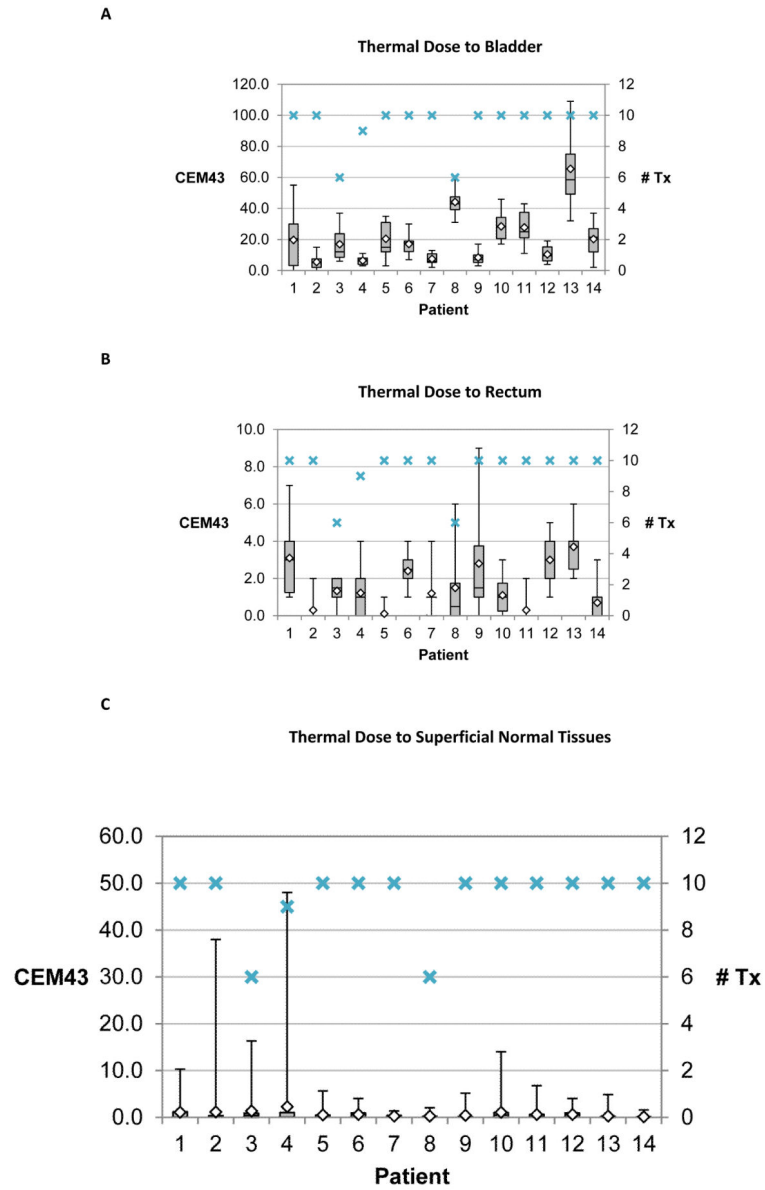 A
Thermal Dose to Bladder
120.0 12
100.0 10
80.0 8
CEM43 60.0 6 # Tx
40.0 4
20.0 2
0.0 0
1 2 3 4 5 6 7 8 9 10 11 12 13 14
Patient
B
Thermal Dose to Rectum
10.0 12
10
8.0
8
6.0
CEM43 6 # Tx
4.0
4
2.0 2
0.0 0
1 2 3 4 5 6 7 8 9 10 11 12 13 14
Patient
C
Thermal Dose to Superficial Normal Tissues
60.0 12
50.0 10
40.0 8
CEM43 30.0 6 # Tx
20.0 4
10.0 2
0.0 0
1 2 3 4 5 6 7 8 9 10 11 12 13 14
Patient